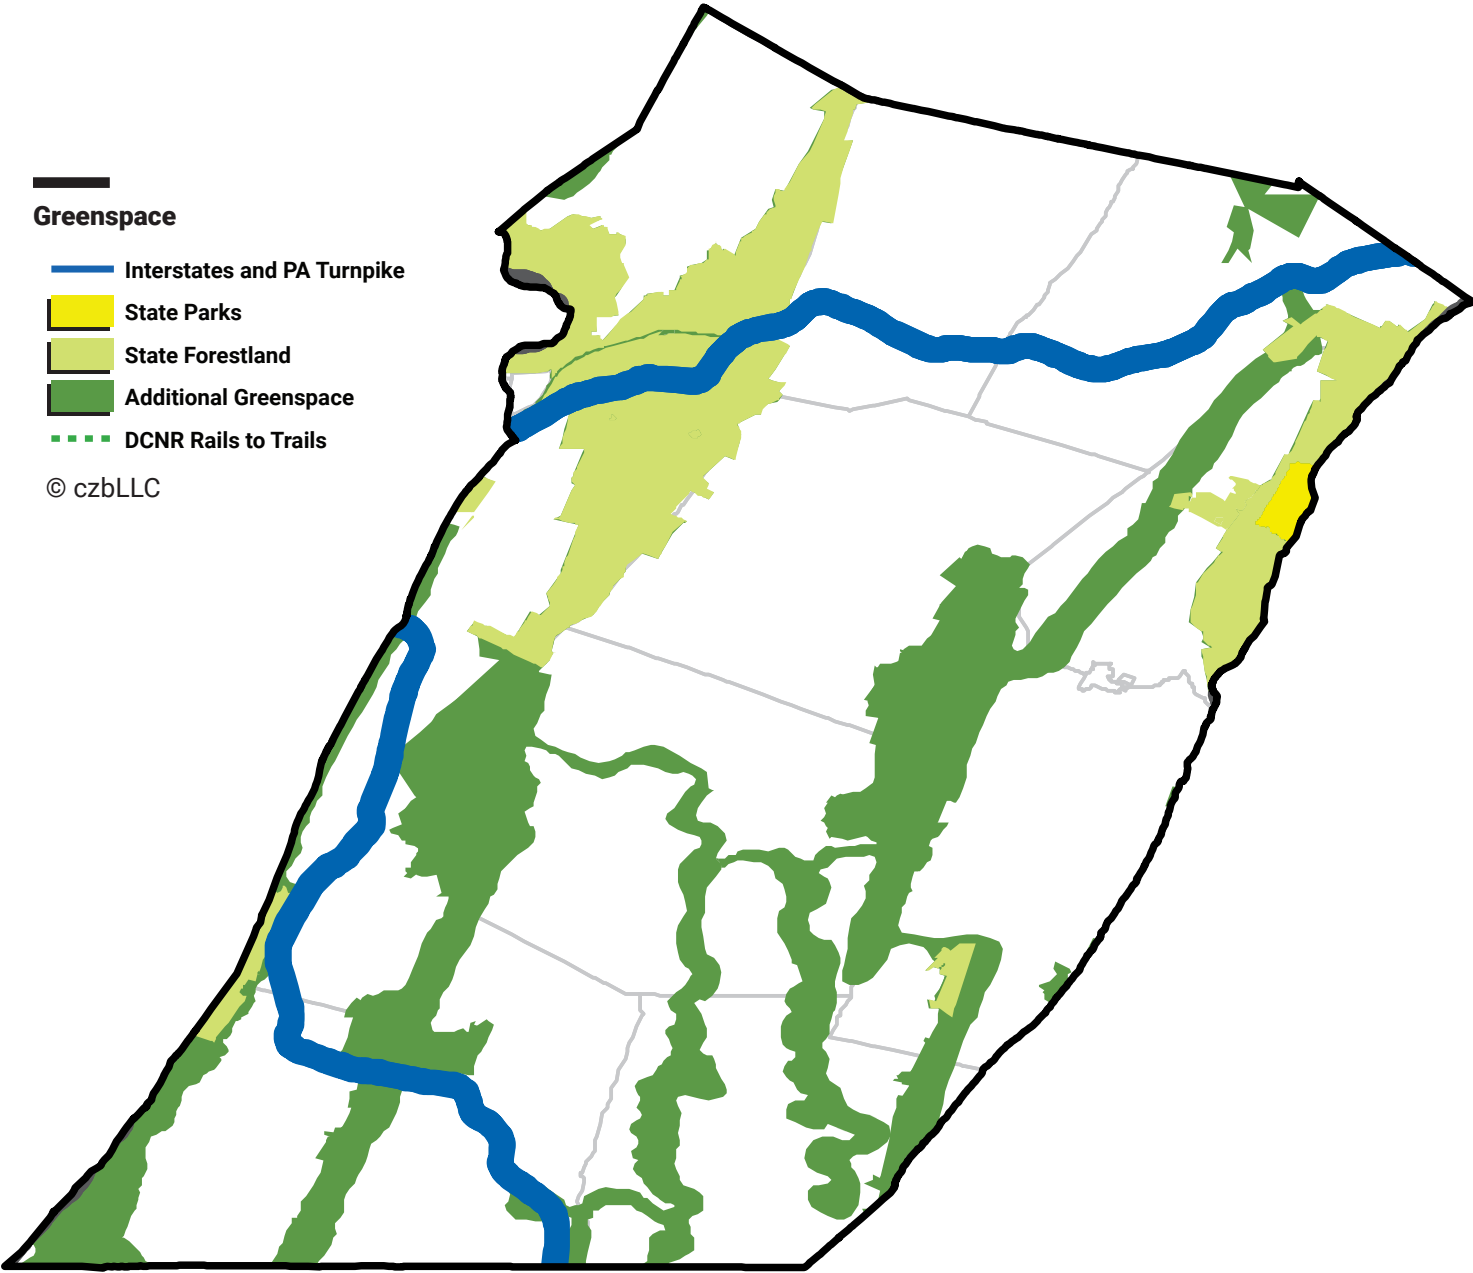 Greenspace
Interstates and PA Turnpike
State Parks
State Forestland
Additional Greenspace
DCNR Rails to Trails
© czbLLC